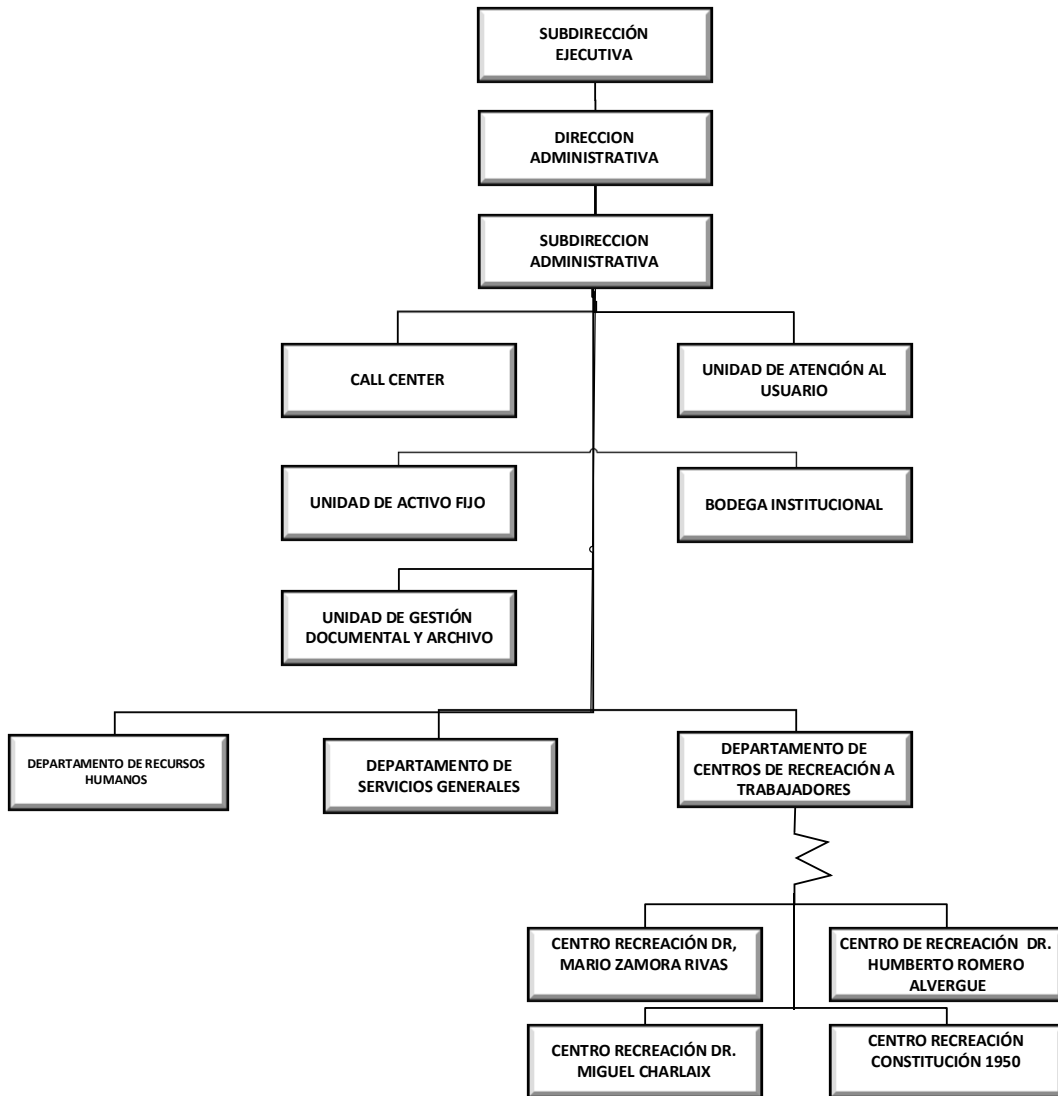 SUBDIRECCIÓN
EJECUTIVA
DIRECCION
ADMINISTRATIVA
SUBDIRECCION
ADMINISTRATIVA
CALL CENTER
UNIDAD DE ATENCIÓN AL
USUARIO
UNIDAD DE ACTIVO FIJO
BODEGA INSTITUCIONAL
UNIDAD DE GESTIÓN
DOCUMENTAL Y ARCHIVO
DEPARTAMENTO DE RECURSOS
HUMANOS
DEPARTAMENTO DE
SERVICIOS GENERALES
DEPARTAMENTO DE
CENTROS DE RECREACIÓN A
TRABAJADORES
CENTRO RECREACIÓN DR,
MARIO ZAMORA RIVAS
CENTRO DE RECREACIÓN  DR.
HUMBERTO ROMERO
ALVERGUE
CENTRO RECREACIÓN DR.
MIGUEL CHARLAIX
CENTRO RECREACIÓN
CONSTITUCIÓN 1950